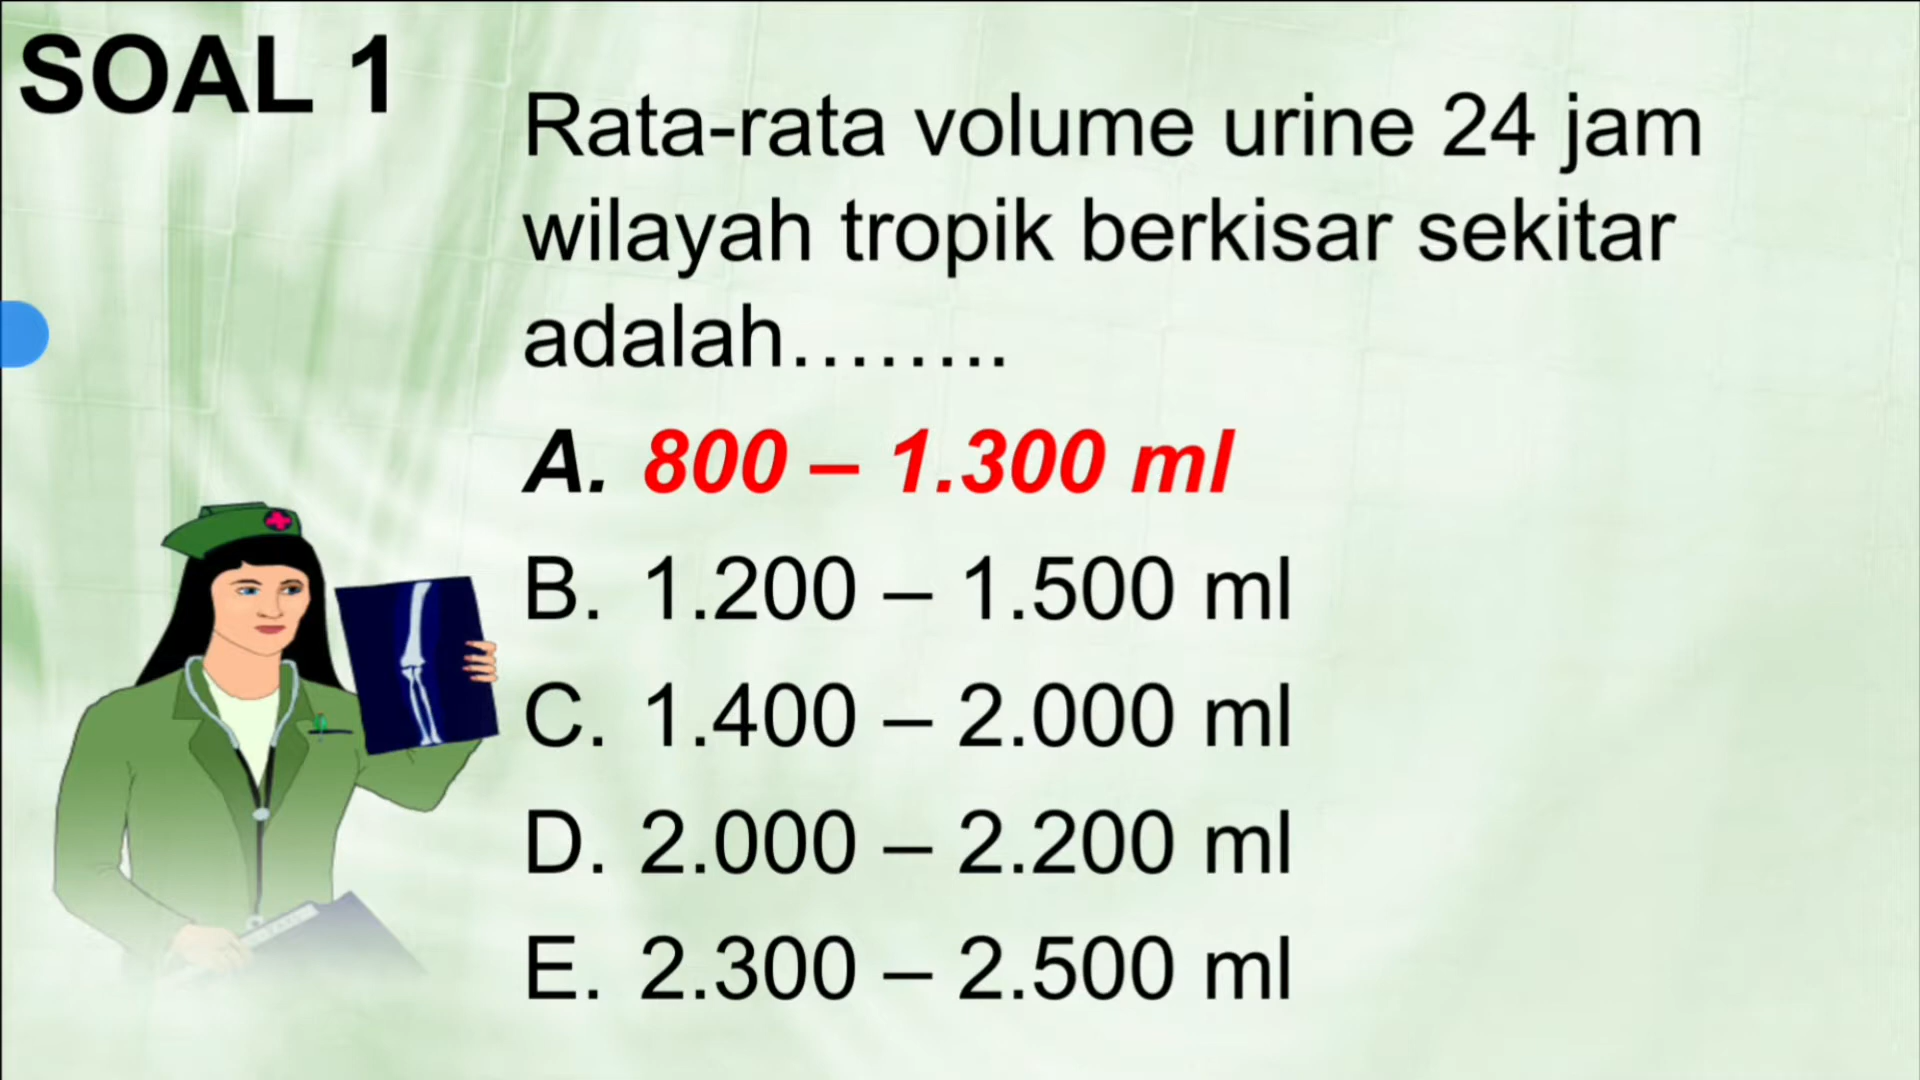 SOAL 1
Rata-rata volume urine 24 jam
wilayah tropik berkisar sekitar
adalah……..
A. 800 – 1.300 ml
B. 1.200 – 1.500 ml
C. 1.400 – 2.000 ml
D. 2.000 – 2.200 ml
E. 2.300 – 2.500 ml